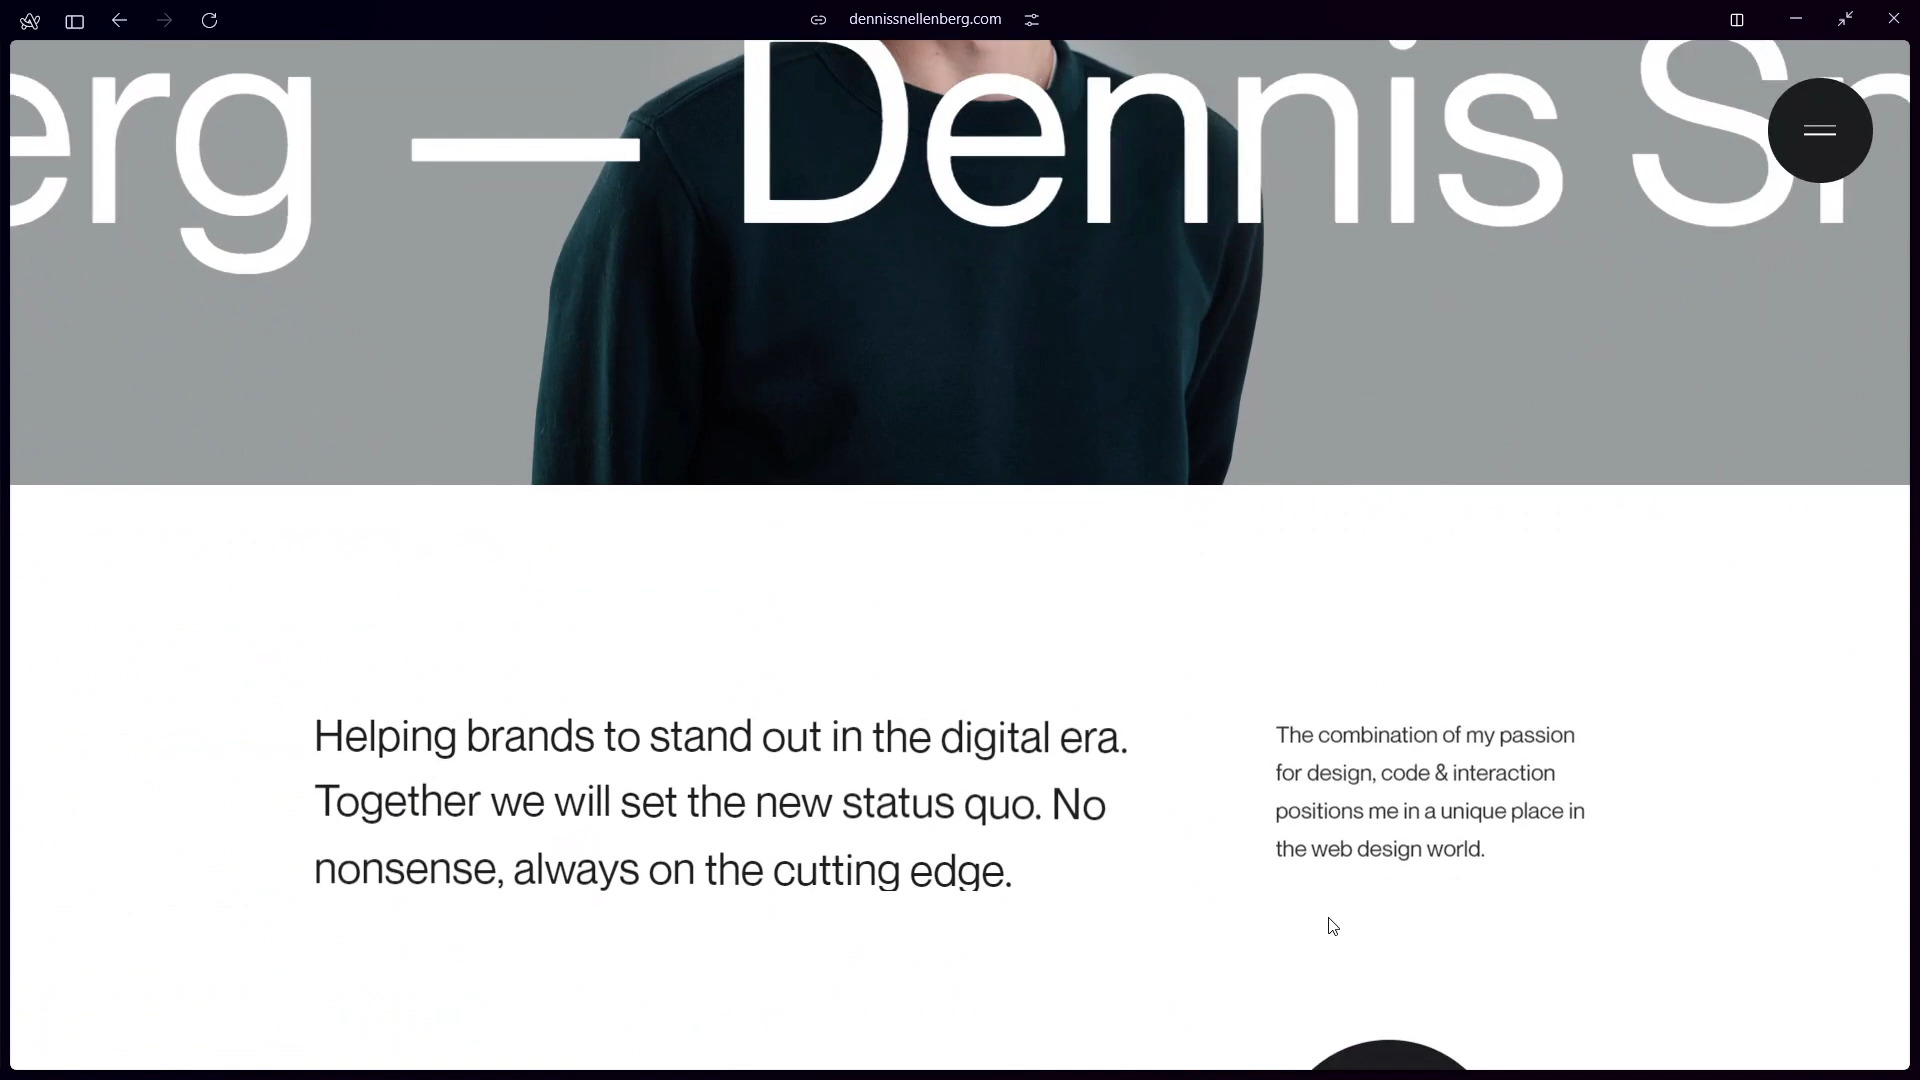 dennissnellenberg.com
erg — Dennis Sn
Helping brands to stand out in the digital era.
Together we will set the new status quo. No
nonsense, always on the cutting edge.
The combination of my passion
for design, code & interaction
positions me in a unique place in
the web design world.